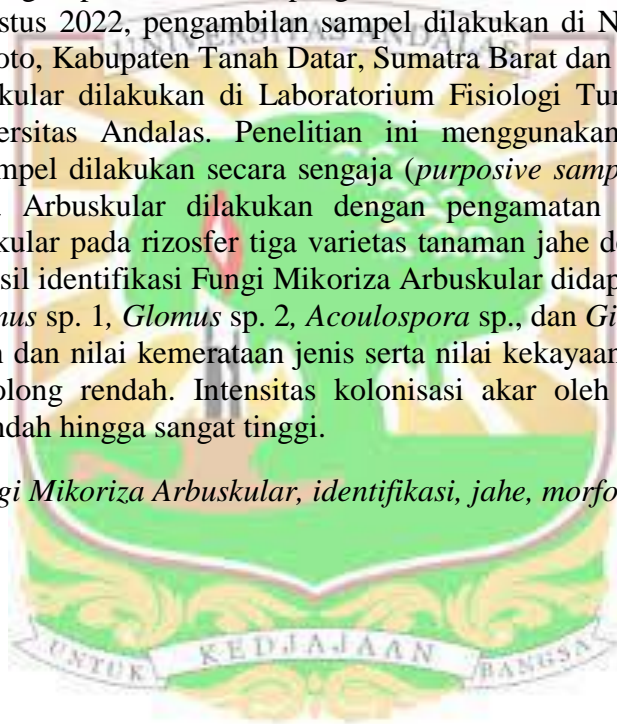 stus 2022, pengambilan sampel dilakukan di N
oto, Kabupaten Tanah Datar, Sumatra Barat dan
kular dilakukan di Laboratorium Fisiologi Tu
ersitas Andalas. Penelitian ini menggunakan
mpel dilakukan secara sengaja (purposive samp
Arbuskular dilakukan dengan pengamatan
kular pada rizosfer tiga varietas tanaman jahe d
sil identifikasi Fungi Mikoriza Arbuskular didap
nus sp. 1, Glomus sp. 2, Acoulospora sp., dan Gi
n dan nilai kemerataan jenis serta nilai kekayaan
olong rendah. Intensitas kolonisasi akar oleh
ndah hingga sangat tinggi.
gi Mikoriza Arbuskular, identifikasi, jahe, morfo
UNIVERSITAS ANDALAS
UNTUK KEDJAJAAN BANGSA